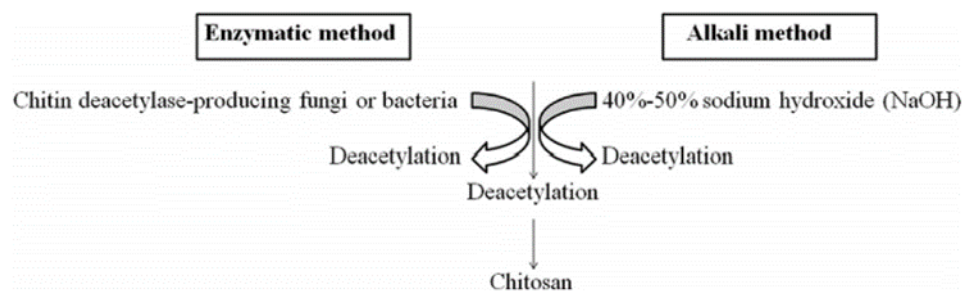 Enzymatic method
Alkali method
Chitin deacetylase-producing fungi or bacteria
40%-50% sodium hydroxide (NaOH)
Deacetylation
Deacetylation
Deacetylation
Chitosan